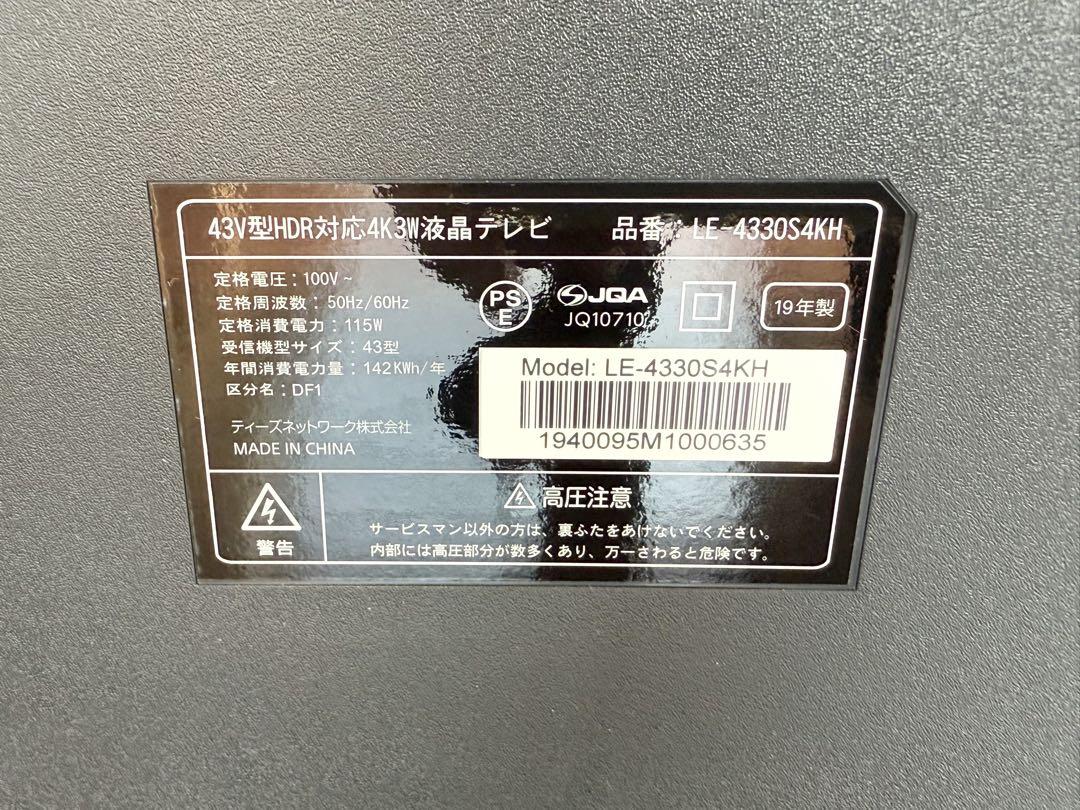 43V型HDR対応4K3W液晶テレビ 品番：LE-4330S4KH
定格電圧：100V～
定格周波数：50Hz/60Hz
定格消費電力：115W
受信機型サイズ：43型
年間消費電力量：142KWh/年
区分名：DF1
ティーズネットワーク株式会社
MADE IN CHINA
PS
E
JQA
JQ10710
19年製
Model: LE-4330S4KH
1940095M1000635
警告
高圧注意
サービスマン以外の方は、裏ぶたをあけないでください。
内部には高圧部分が数多くあり、万一さわると危険です。